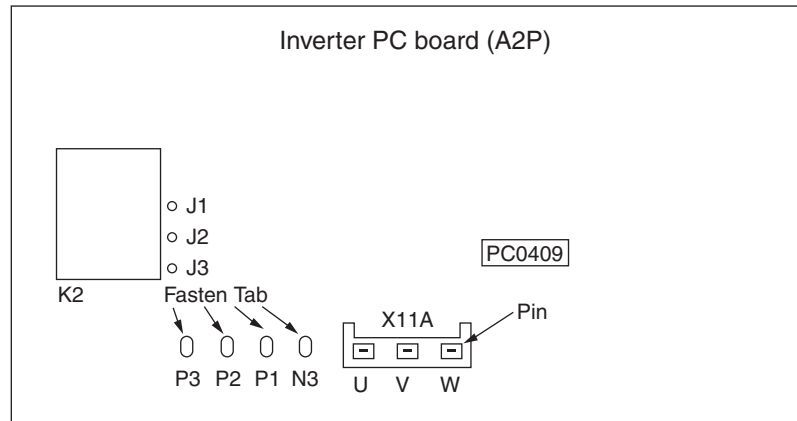 Inverter PC board (A2P)
J1
J2
PC0409
J3
K2
Fasten Tab
X11A
Pin
P3 P2 P1 N3
U V W